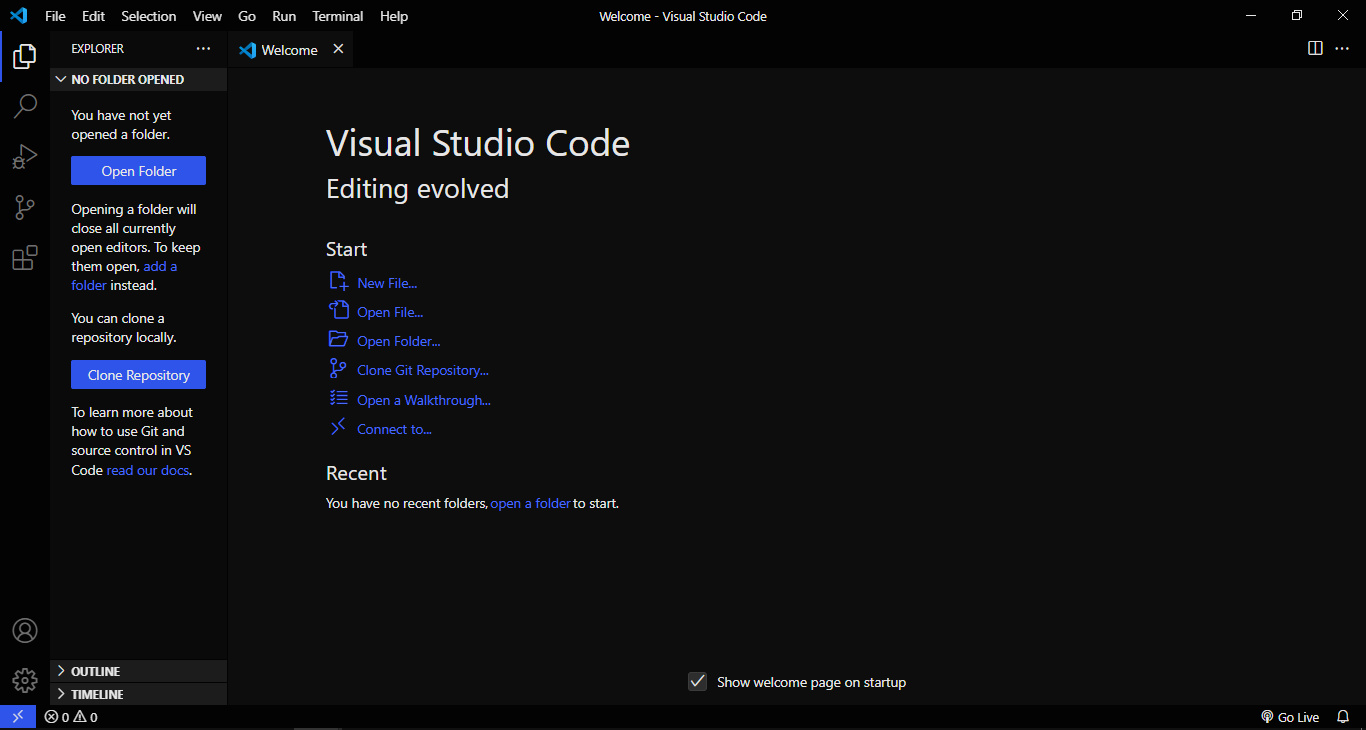 File Edit Selection View Go Run Terminal Help
Welcome - Visual Studio Code
EXPLORER
Welcome
NO FOLDER OPENED
You have not yet
opened a folder.
Open Folder
Opening a folder will
close all currently
open editors. To keep
them open, add a
folder instead.
You can clone a
repository locally.
Clone Repository
To learn more about
how to use Git and
source control in VS
Code read our docs.
OUTLINE
TIMELINE
Visual Studio Code
Editing evolved
Start
New File...
Open File...
Open Folder...
Clone Git Repository...
Open a Walkthrough...
Connect to...
Recent
You have no recent folders, open a folder to start.
Show welcome page on startup
0 0
Go Live